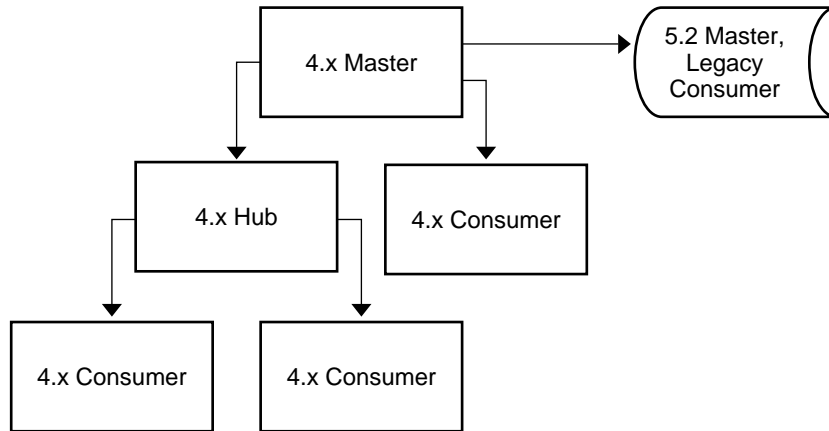 4.x Master
5.2 Master,
Legacy
Consumer
4.x Hub
4.x Consumer
4.x Consumer
4.x Consumer